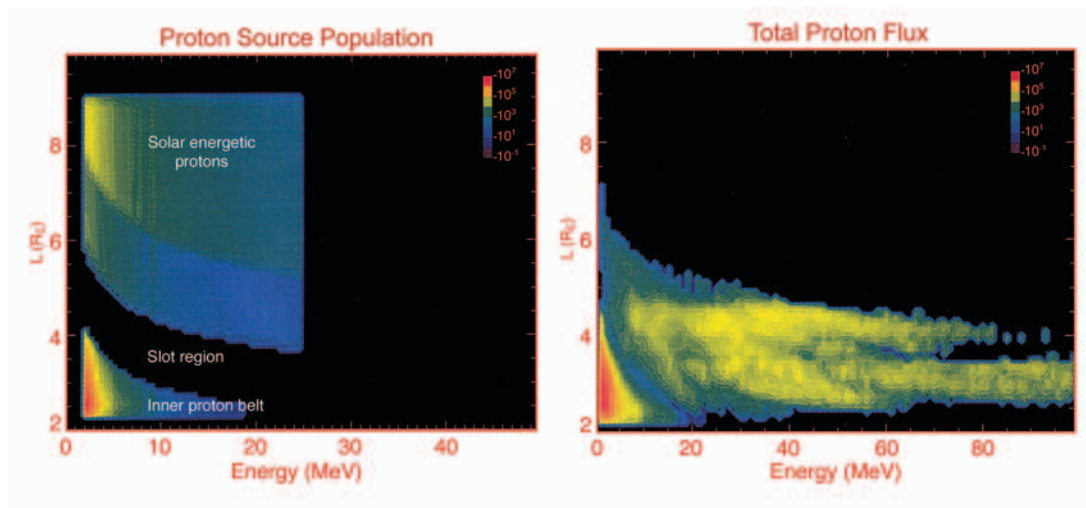 Proton Source Population
-10⁷
-10⁵
-10³
-10¹
-10⁻¹
Solar energetic
protons
Slot region
Inner proton belt
8
6
4
2
L (R_E)
0 10 20 30 40
Energy (MeV)
Total Proton Flux
-10⁷
-10⁵
-10³
-10¹
-10⁻¹
8
6
4
2
L (R_E)
0 20 40 60 80
Energy (MeV)